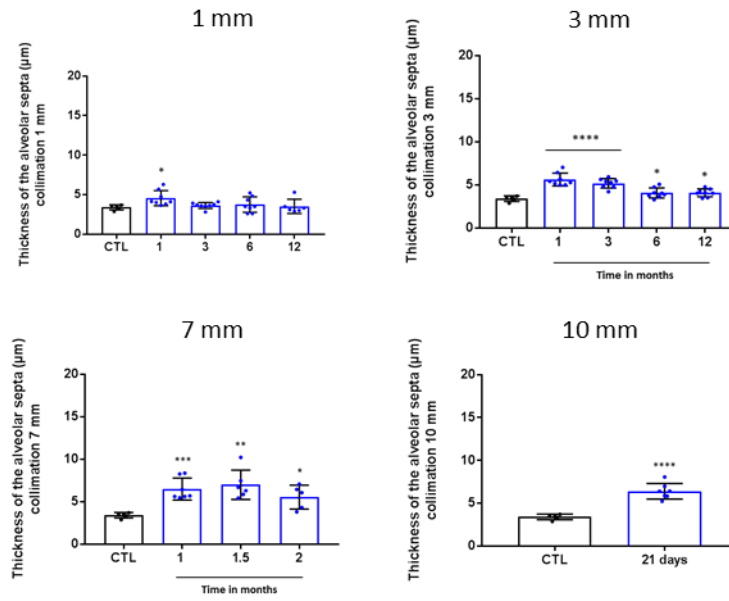 1 mm
Thickness of the alveolar septa (µm)
collimation 1 mm
20
15
10
5
0
*
CTL 1 3 6 12
3 mm
Thickness of the alveolar septa (µm)
collimation 3 mm
20
15
10
5
0
****
* *
CTL 1 3 6 12
Time in months
7 mm
Thickness of the alveolar septa (µm)
collimation 7 mm
20
15
10
5
0
*** ** *
CTL 1 1.5 2
Time in months
10 mm
Thickness of the alveolar septa (µm)
collimation 10 mm
20
15
10
5
0
****
CTL 21 days